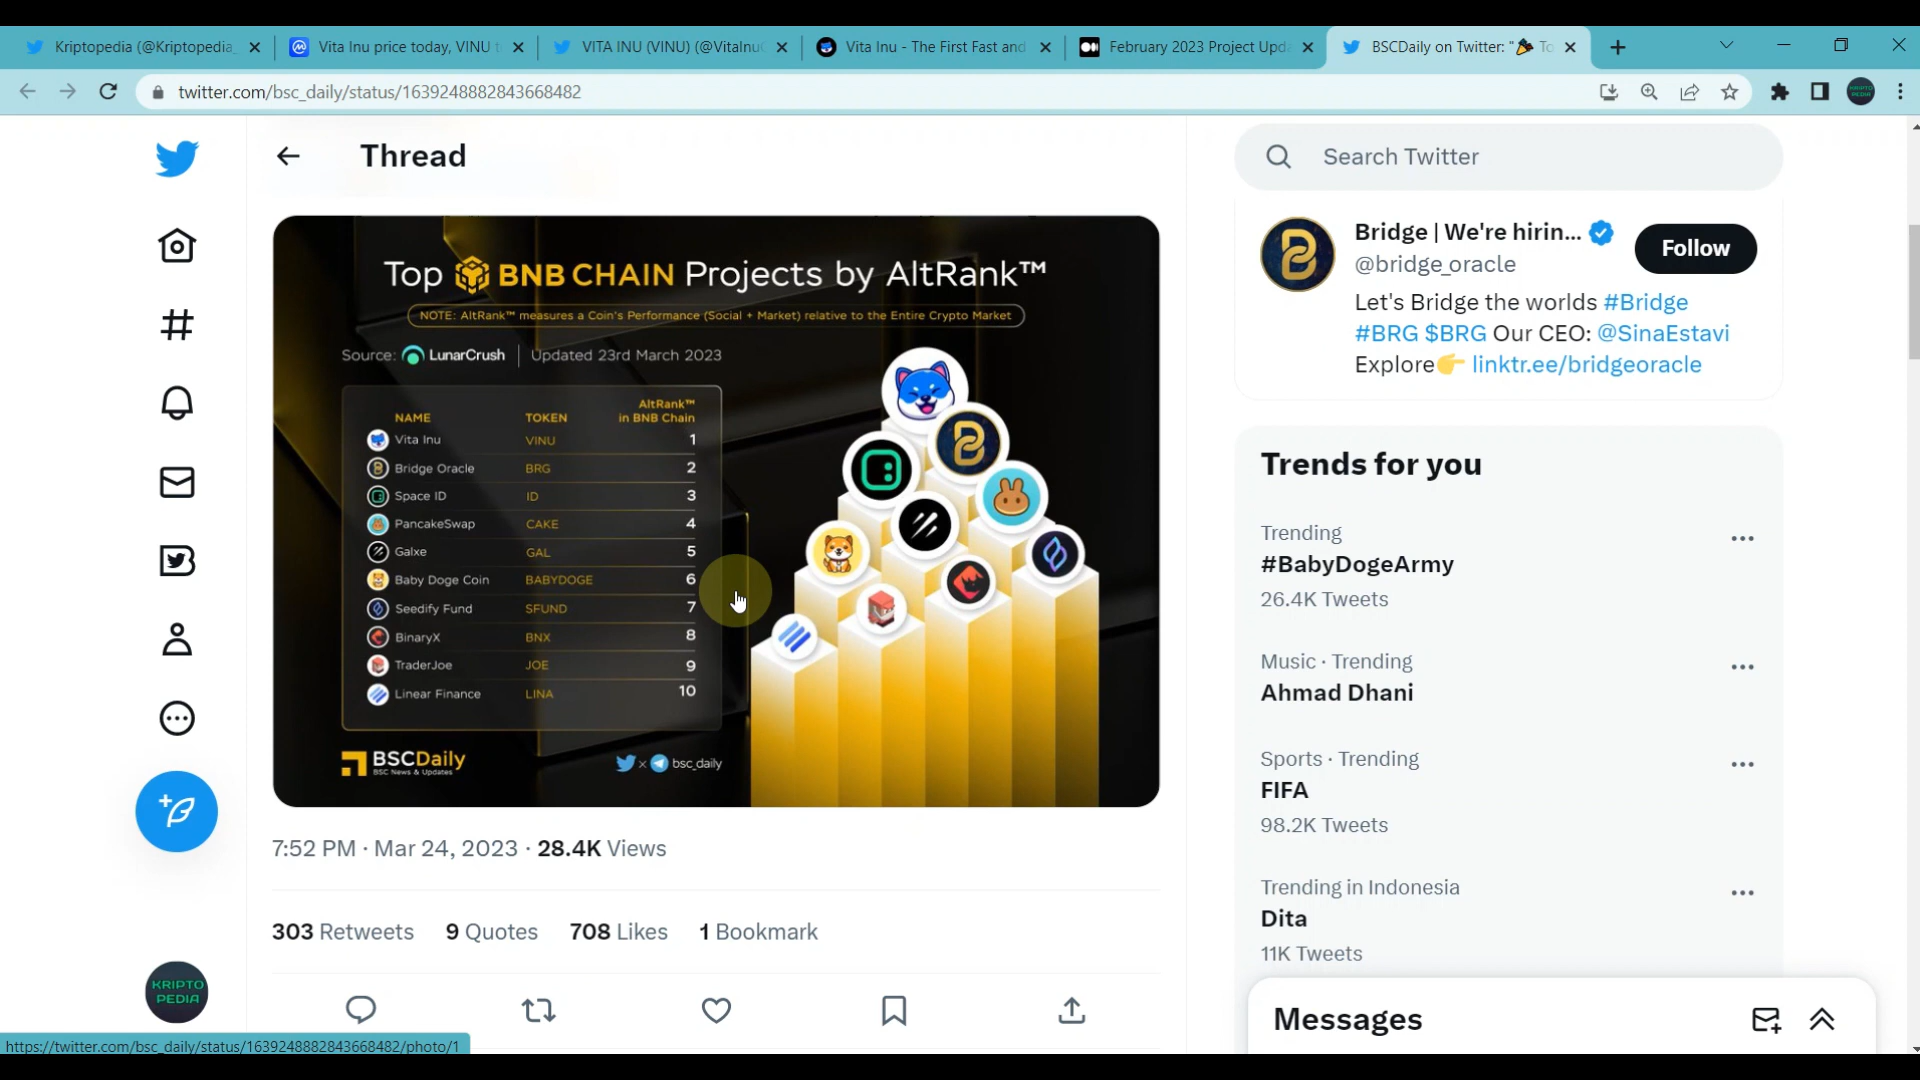 Kriptopedia (@Kriptopedia_
Vita Inu price today, VINU t
VITA INU (VINU) (@VitaInuC
Vita Inu - The First Fast and
February 2023 Project Upda
BSCDaily on Twitter: "🎉 To
twitter.com/bsc_daily/status/1639248882843668482
Thread
Top BNB CHAIN Projects by AltRank™
NOTE: AltRank™ measures a Coin's Performance (Social + Market) relative to the Entire Crypto Market
Source: LunarCrush | Updated 23rd March 2023
NAME TOKEN AltRank™
in BNB Chain
Vita Inu VINU 1
Bridge Oracle BRG 2
Space ID ID 3
PancakeSwap CAKE 4
Galxe GAL 5
Baby Doge Coin BABYDOGE 6
Seedify Fund SFUND 7
BinaryX BNX 8
TraderJoe JOE 9
Linear Finance LINA 10
BSCDaily
BSC News & Updates
x bsc_daily
7:52 PM · Mar 24, 2023 · 28.4K Views
303 Retweets 9 Quotes 708 Likes 1 Bookmark
Search Twitter
Bridge | We're hirin...
@bridge_oracle
Follow
Let's Bridge the worlds #Bridge
#BRG $BRG Our CEO: @SinaEstavi
Explore👉 linktr.ee/bridgeoracle
Trends for you
Trending
#BabyDogeArmy
26.4K Tweets
Music · Trending
Ahmad Dhani
Sports · Trending
FIFA
98.2K Tweets
Trending in Indonesia
Dita
11K Tweets
Messages
KRIPTO
PEDIA
https://twitter.com/bsc_daily/status/1639248882843668482/photo/1